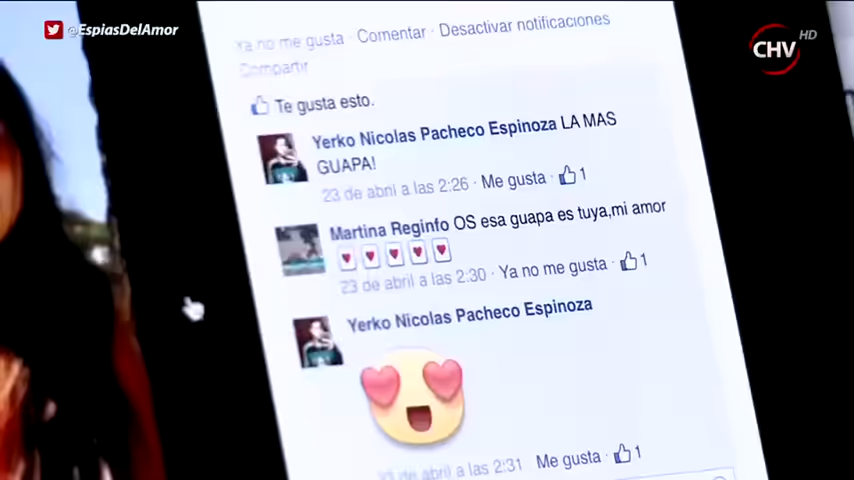 @EspiasDelAmor
CHV HD
Ya no me gusta · Comentar · Desactivar notificaciones
Compartir
Te gusta esto.
Yerko Nicolas Pacheco Espinoza LA MAS
GUAPA!
23 de abril a las 2:26 · Me gusta · 1
Martina Reginfo OS esa guapa es tuya,mi amor
23 de abril a las 2:30 · Ya no me gusta · 1
Yerko Nicolas Pacheco Espinoza
23 de abril a las 2:31 Me gusta · 1